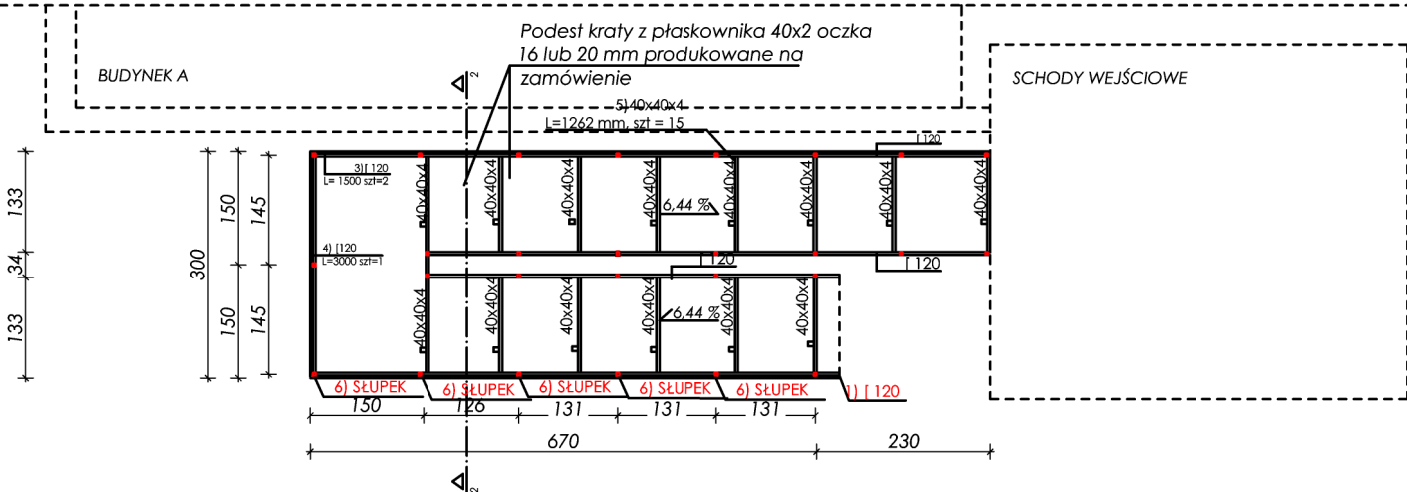 Podest kraty z płaskownika 40x2 oczka
16 lub 20 mm produkowane na
zamówienie
BUDYNEK A
SCHODY WEJŚCIOWE
2
5)40x40x4
L=1262 mm, szt = 15
[ 120
3)[ 120
L= 1500 szt=2
40x40x4
40x40x4
40x40x4
40x40x4
40x40x4
40x40x4
40x40x4
40x40x4
6,44 %
133
34
133
300
150
150
145
145
4) [120
L=3000 szt=1
[ 120
[ 120
40x40x4
40x40x4
40x40x4
40x40x4
40x40x4
40x40x4
6,44 %
6) SŁUPEK
6) SŁUPEK
6) SŁUPEK
6) SŁUPEK
6) SŁUPEK
1) [ 120
150
126
131
131
131
670
230
2